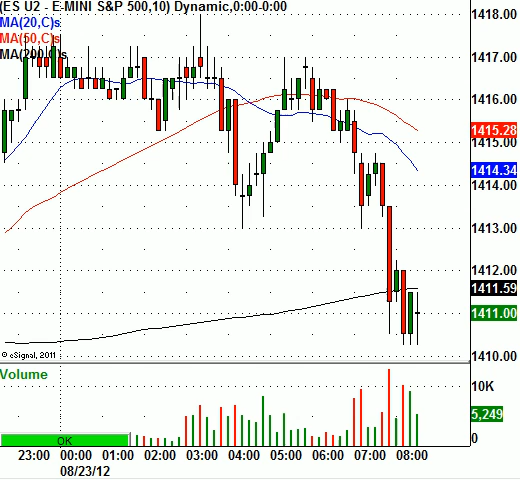 (ES U2 - E-MINI S&P 500,10) Dynamic,0:00-0:00
MA(20,C)s
MA(50,C)s
MA(200,C)s
1418.00
1417.00
1416.00
1415.28
1415.00
1414.34
1414.00
1413.00
1412.00
1411.59
1411.00
1410.00
© eSignal, 2011
Volume
10K
5,249
0
OK
23:00 00:00 01:00 02:00 03:00 04:00 05:00 06:00 07:00 08:00
08/23/12